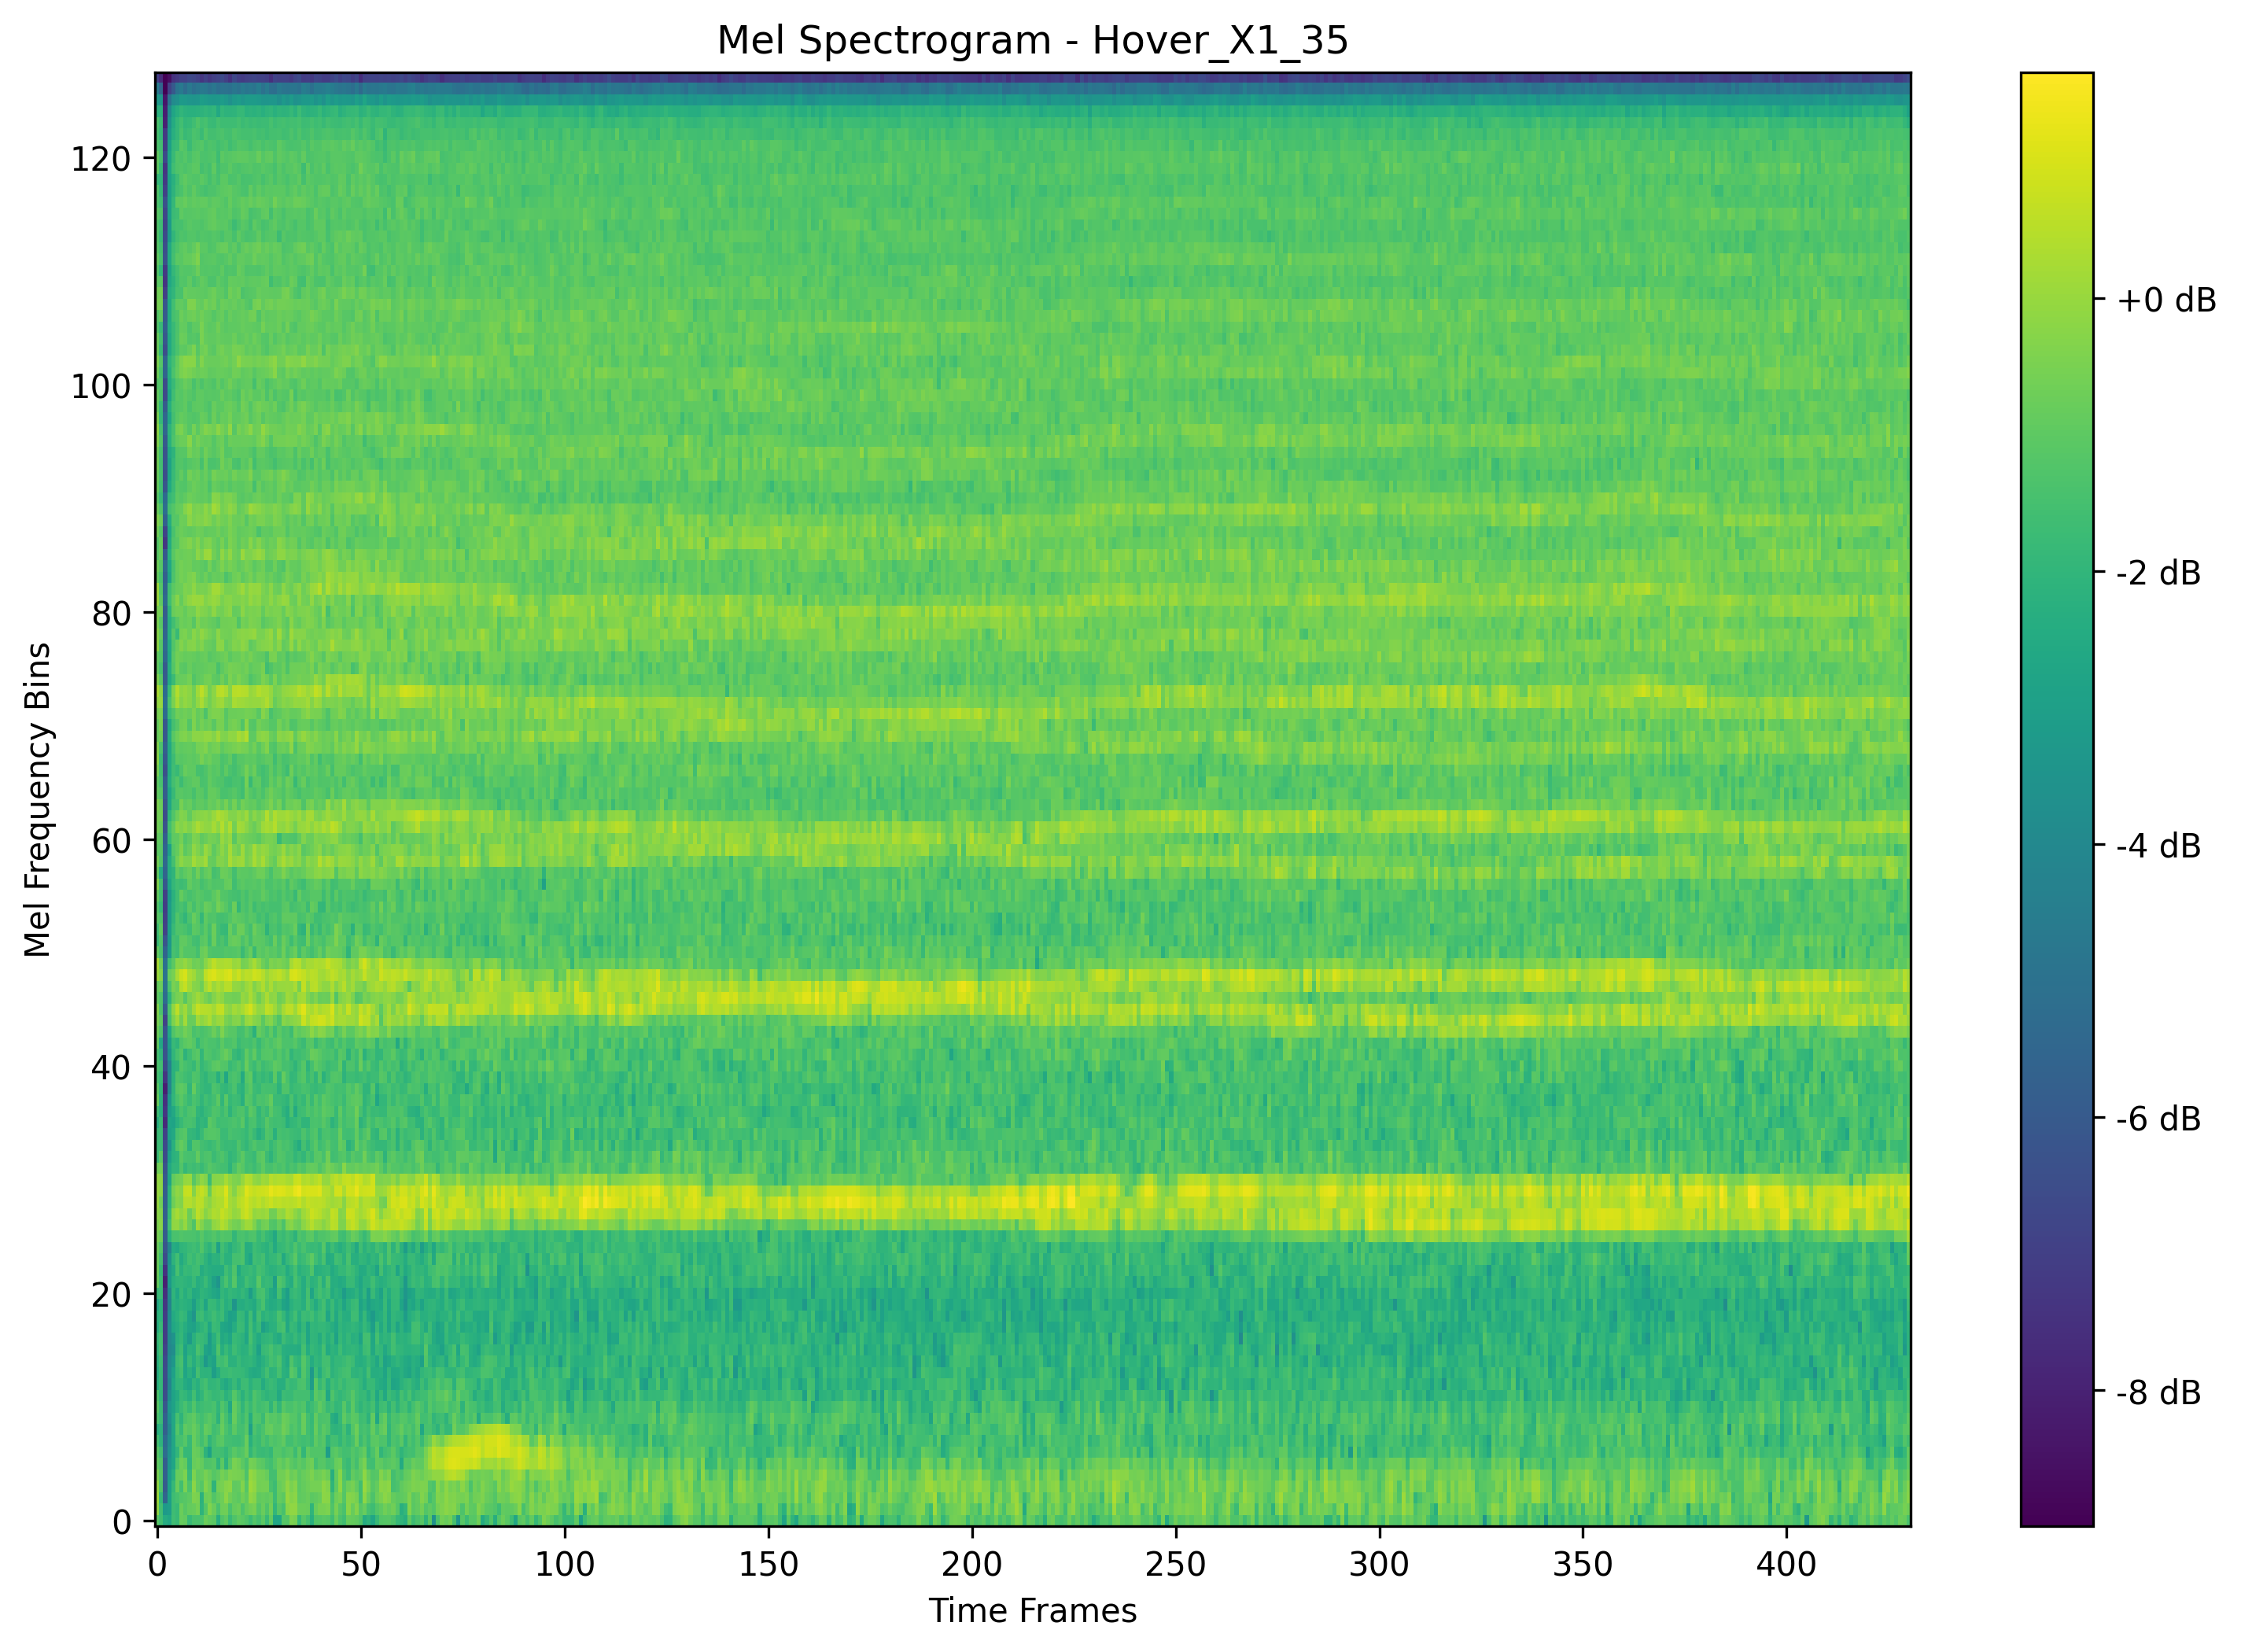 Mel Spectrogram - Hover_X1_35
Mel Frequency Bins
120
100
80
60
40
20
0
0 50 100 150 200 250 300 350 400
Time Frames
+0 dB
-2 dB
-4 dB
-6 dB
-8 dB